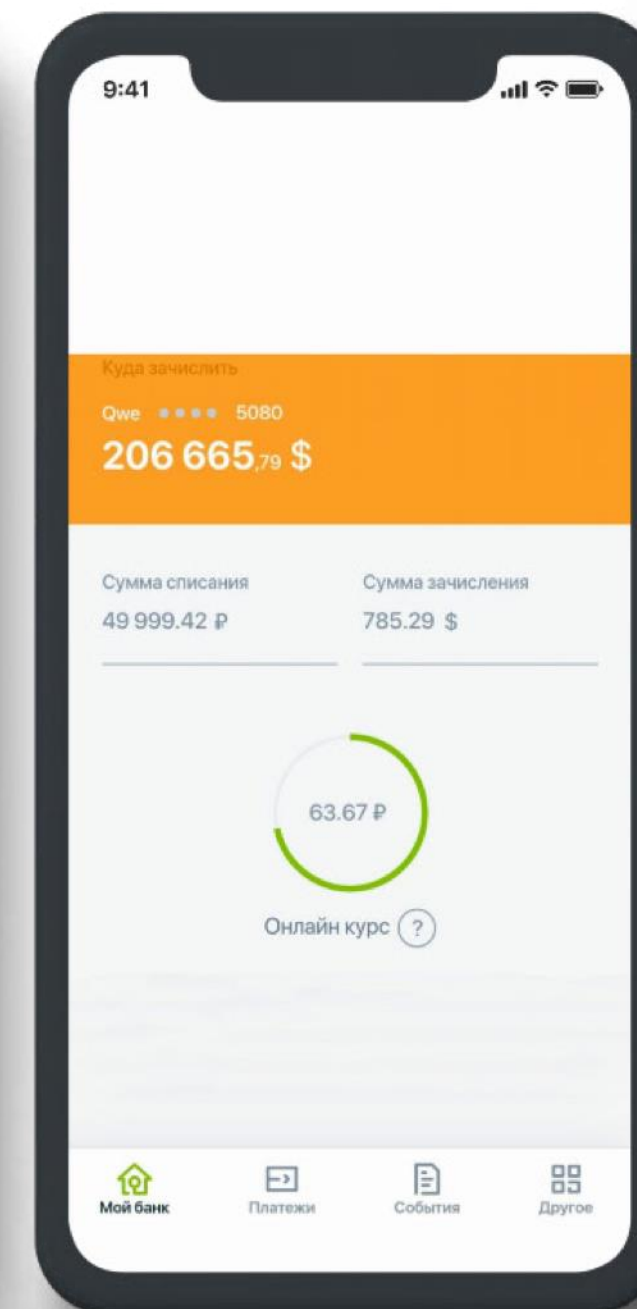 9:41
Куда зачислить
Qwe •••• 5080
206 665,79 $
Сумма списания Сумма зачисления
49 999.42 ₽ 785.29 $
63.67 ₽
Онлайн курс ?
Мой банк Платежи События Другое